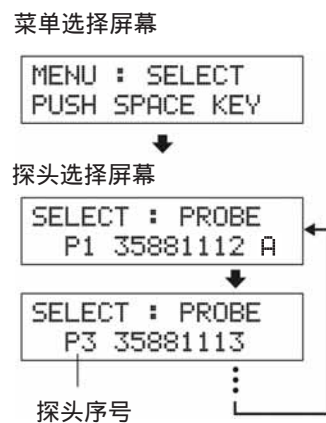 菜单选择屏幕
MENU : SELECT
PUSH SPACE KEY
探头选择屏幕
SELECT : PROBE
P1 35881112 A
SELECT : PROBE
P3 35881113
探头序号